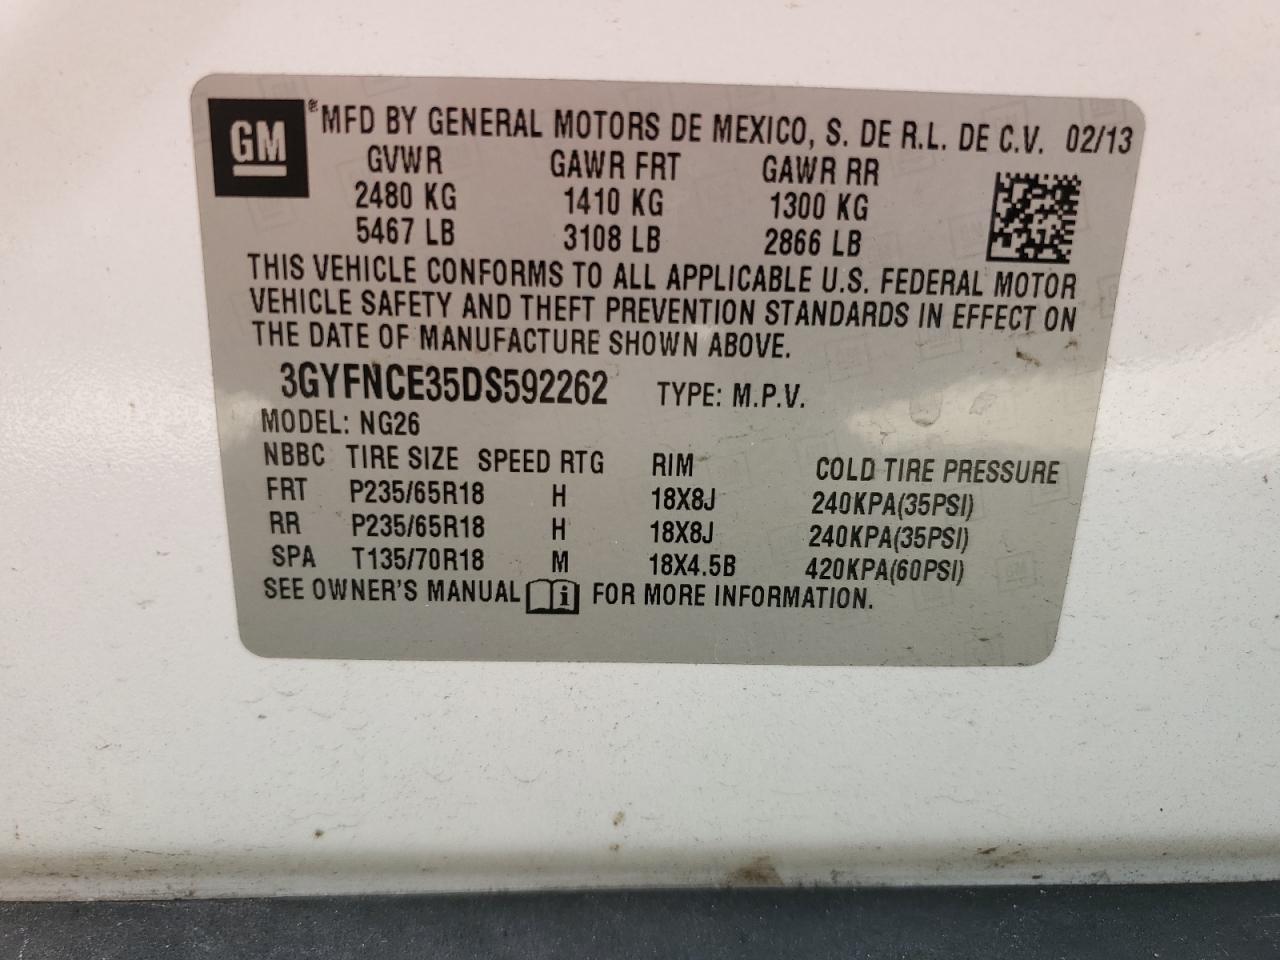 GM ® MFD BY GENERAL MOTORS DE MEXICO, S. DE R.L. DE C.V. 02/13
GVWR GAWR FRT GAWR RR
2480 KG 1410 KG 1300 KG
5467 LB 3108 LB 2866 LB
THIS VEHICLE CONFORMS TO ALL APPLICABLE U.S. FEDERAL MOTOR
VEHICLE SAFETY AND THEFT PREVENTION STANDARDS IN EFFECT ON
THE DATE OF MANUFACTURE SHOWN ABOVE.
3GYFNCE35DS592262 TYPE: M.P.V.
MODEL: NG26
NBBC TIRE SIZE SPEED RTG RIM COLD TIRE PRESSURE
FRT P235/65R18 H 18X8J 240KPA(35PSI)
RR P235/65R18 H 18X8J 240KPA(35PSI)
SPA T135/70R18 M 18X4.5B 420KPA(60PSI)
SEE OWNER'S MANUAL i FOR MORE INFORMATION.